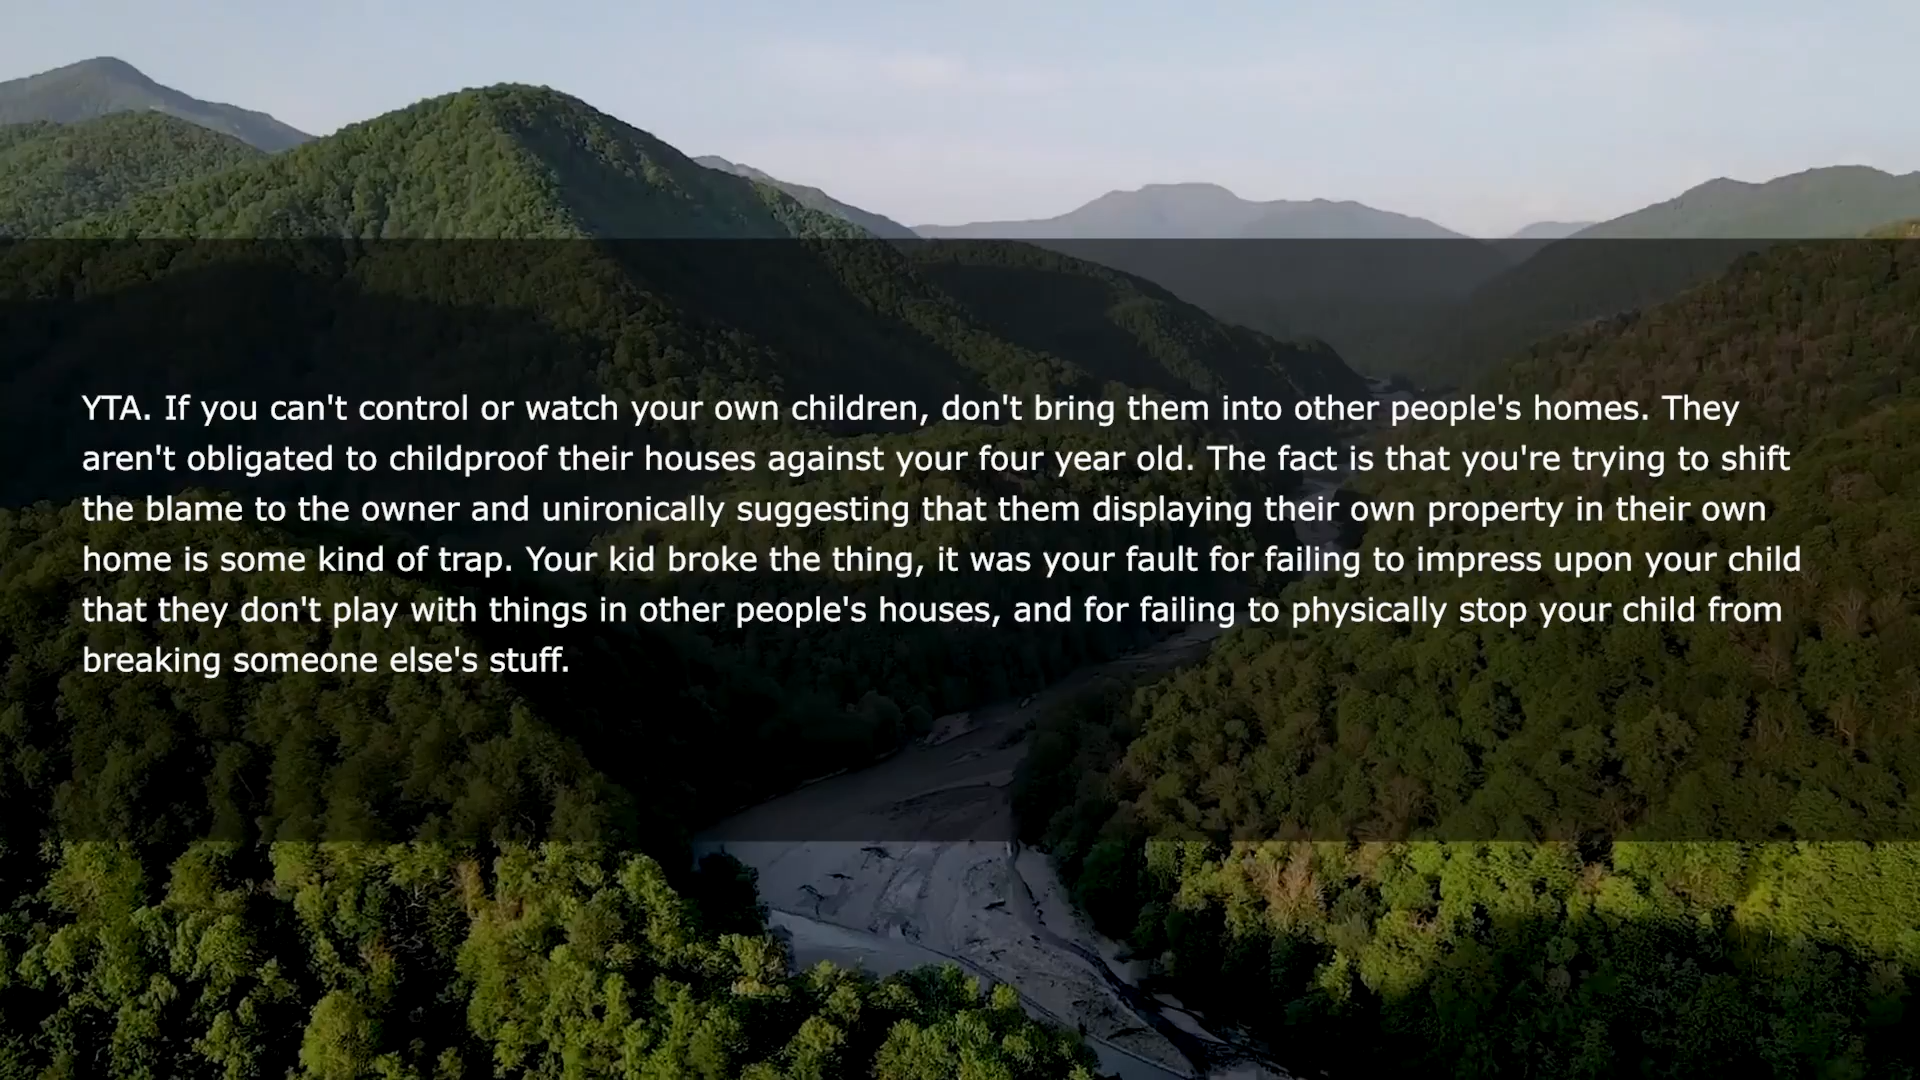 YTA. If you can't control or watch your own children, don't bring them into other people's homes. They
aren't obligated to childproof their houses against your four year old. The fact is that you're trying to shift
the blame to the owner and unironically suggesting that them displaying their own property in their own
home is some kind of trap. Your kid broke the thing, it was your fault for failing to impress upon your child
that they don't play with things in other people's houses, and for failing to physically stop your child from
breaking someone else's stuff.